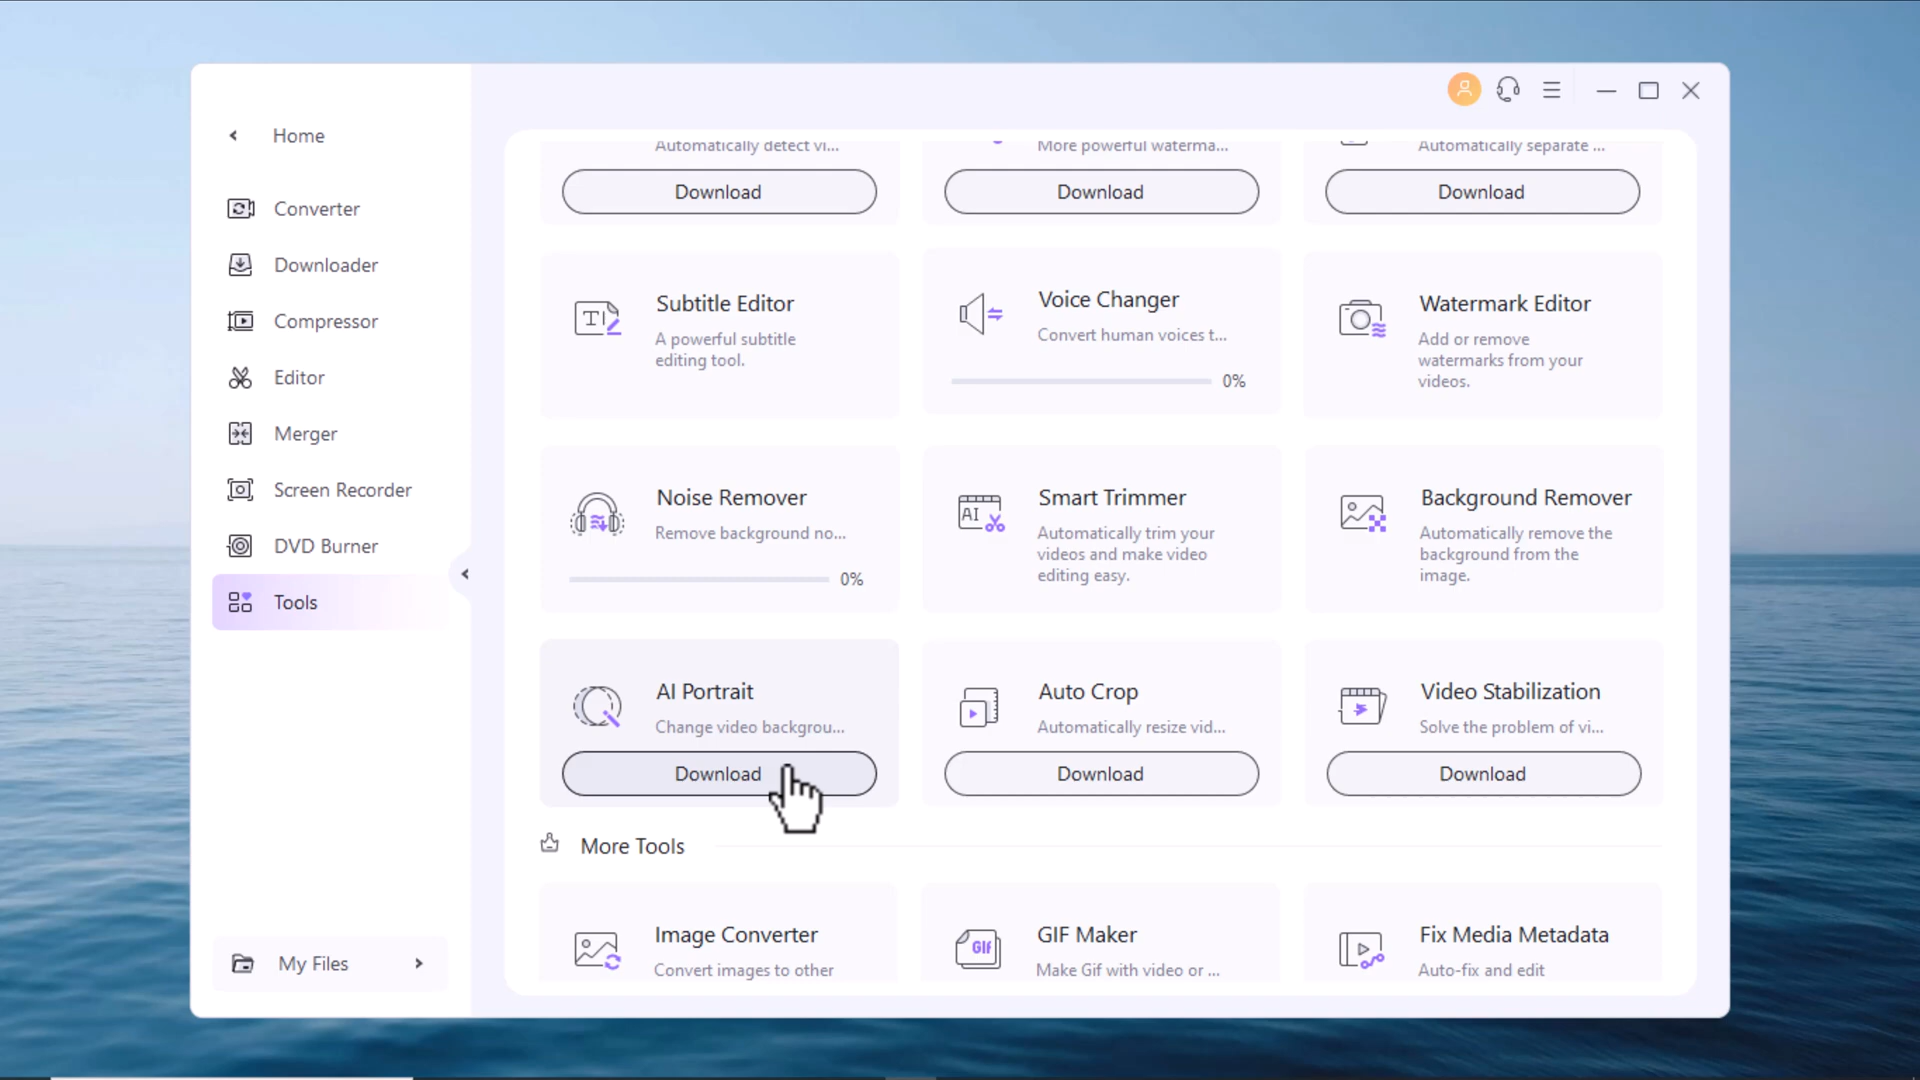 Home
Converter
Downloader
Compressor
Editor
Merger
Screen Recorder
DVD Burner
Tools
My Files
Automatically detect vi...
Download
More powerful waterma...
Download
Automatically separate ...
Download
Subtitle Editor
A powerful subtitle
editing tool.
Voice Changer
Convert human voices t...
0%
Watermark Editor
Add or remove
watermarks from your
videos.
Noise Remover
Remove background no...
0%
AI
Smart Trimmer
Automatically trim your
videos and make video
editing easy.
Background Remover
Automatically remove the
background from the
image.
AI Portrait
Change video backgrou...
Download
Auto Crop
Automatically resize vid...
Download
Video Stabilization
Solve the problem of vi...
Download
More Tools
Image Converter
Convert images to other
GIF
GIF Maker
Make Gif with video or ...
Fix Media Metadata
Auto-fix and edit